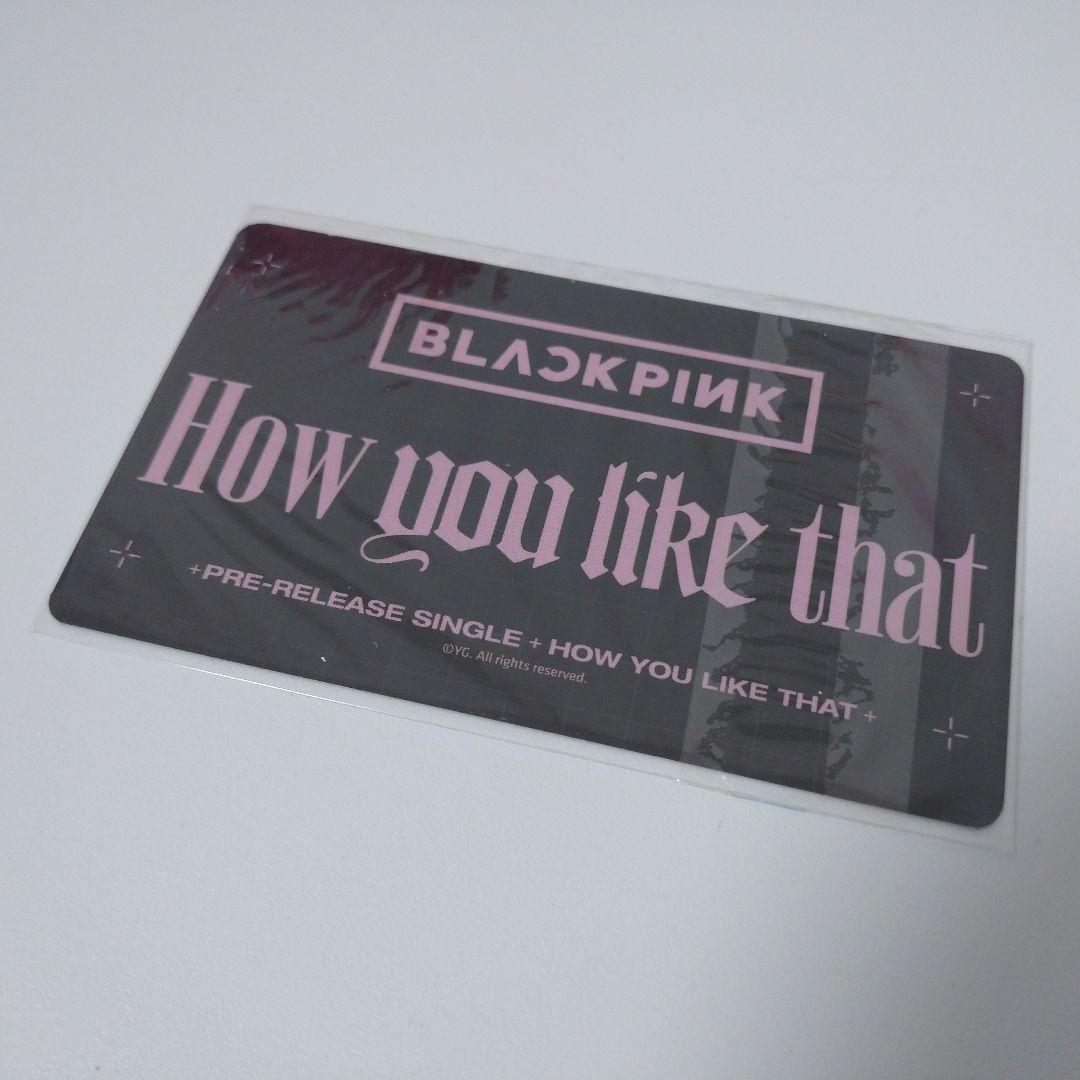 BLACKPINK
How you like that
+PRE-RELEASE SINGLE + HOW YOU LIKE THAT +
©YG. All rights reserved.